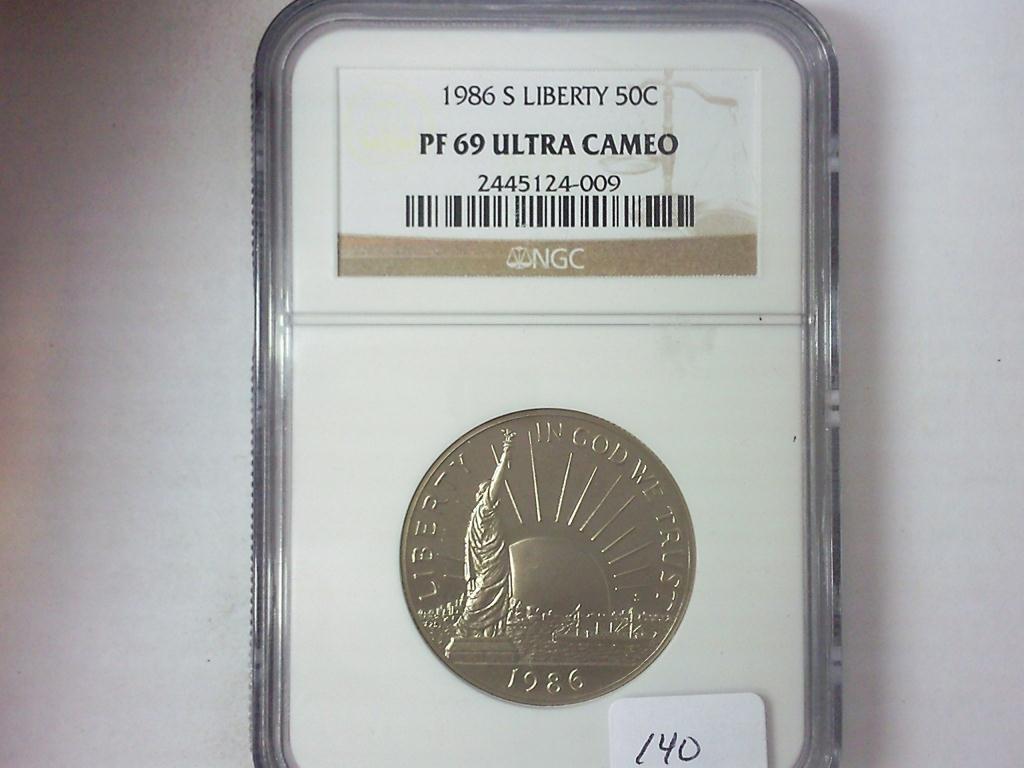 1986 S LIBERTY 50C
PF 69 ULTRA CAMEO
2445124-009
NGC
LIBERTY
IN GOD WE TRUST
S
1986
140